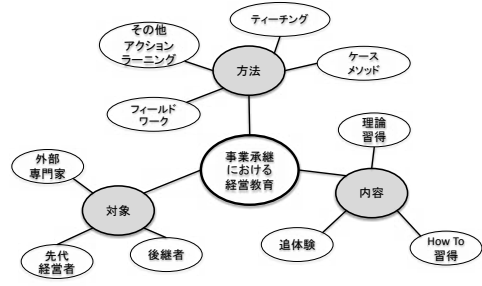 ティーチング
その他
アクション
ラーニング
方法
ケース
メソッド
フィールド
ワーク
理論
習得
事業承継
における
経営教育
外部
専門家
内容
対象
先代
経営者
後継者
追体験
How To
習得